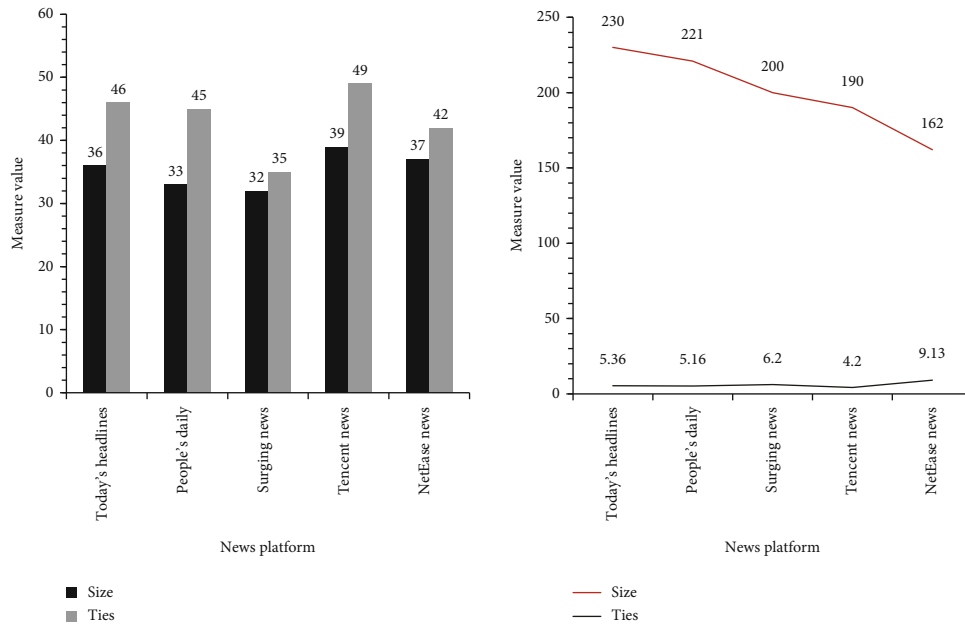 60
50
40
30
20
10
0
Measure value
36
46
33
45
32
35
39
49
37
42
Today's headlines
People's daily
Surging news
Tencent news
NetEase news
News platform
Size
Ties
250
200
150
100
50
0
Measure value
230
221
200
190
162
5.36
5.16
6.2
4.2
9.13
Today's headlines
People's daily
Surging news
Tencent news
NetEase news
News platform
Size
Ties